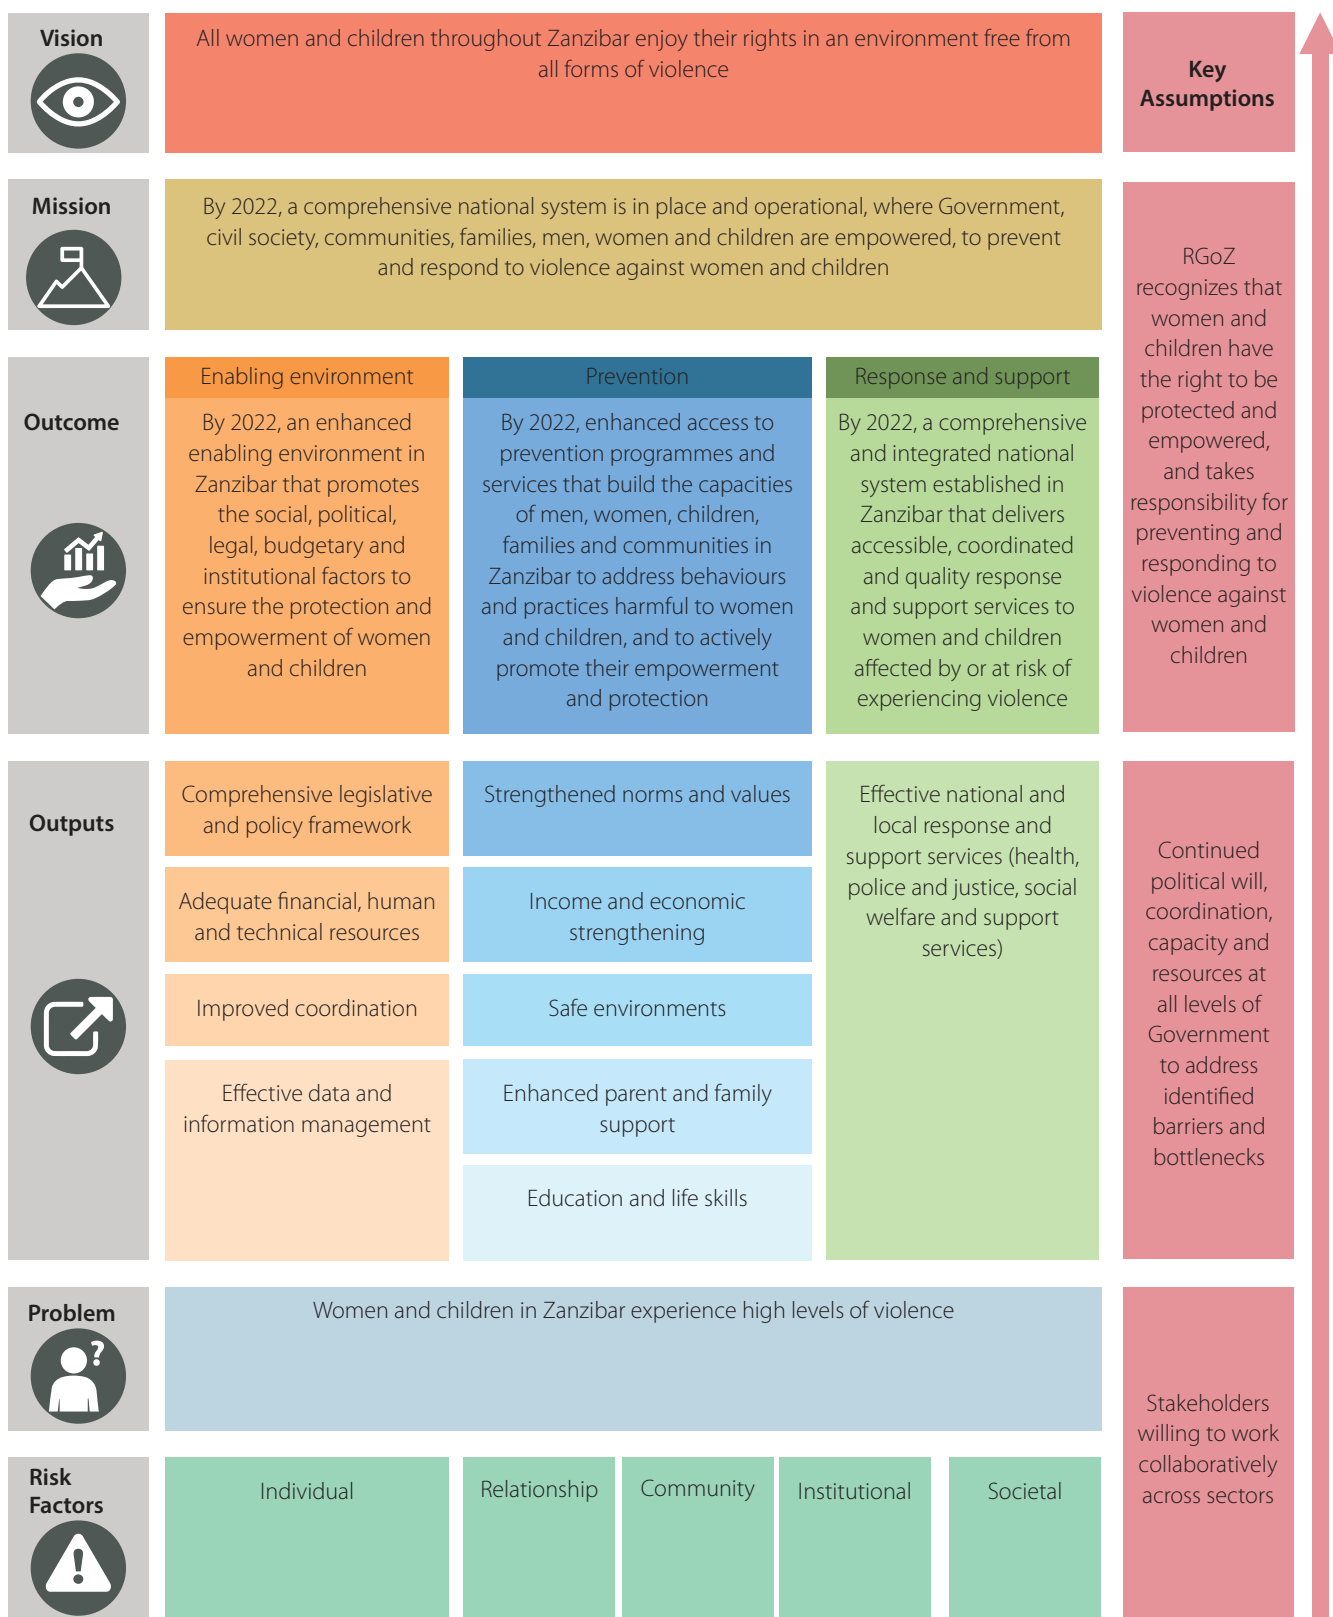 Vision
All women and children throughout Zanzibar enjoy their rights in an environment free from
all forms of violence
Key
Assumptions
Mission
By 2022, a comprehensive national system is in place and operational, where Government,
civil society, communities, families, men, women and children are empowered, to prevent
and respond to violence against women and children
RGoZ
recognizes that
women and
children have
the right to be
protected and
empowered,
and takes
responsibility for
preventing and
responding to
violence against
women and
children
Outcome
Enabling environment
By 2022, an enhanced
enabling environment in
Zanzibar that promotes
the social, political,
legal, budgetary and
institutional factors to
ensure the protection and
empowerment of women
and children
Prevention
By 2022, enhanced access to
prevention programmes and
services that build the capacities
of men, women, children,
families and communities in
Zanzibar to address behaviours
and practices harmful to women
and children, and to actively
promote their empowerment
and protection
Response and support
By 2022, a comprehensive
and integrated national
system established in
Zanzibar that delivers
accessible, coordinated
and quality response
and support services to
women and children
affected by or at risk of
experiencing violence
Outputs
Comprehensive legislative
and policy framework
Adequate financial, human
and technical resources
Improved coordination
Effective data and
information management
Strengthened norms and values
Income and economic
strengthening
Safe environments
Enhanced parent and family
support
Education and life skills
Effective national and
local response and
support services (health,
police and justice, social
welfare and support
services)
Continued
political will,
coordination,
capacity and
resources at
all levels of
Government
to address
identified
barriers and
bottlenecks
Problem
?
Women and children in Zanzibar experience high levels of violence
Stakeholders
willing to work
collaboratively
across sectors
Risk
Factors
!
Individual
Relationship
Community
Institutional
Societal